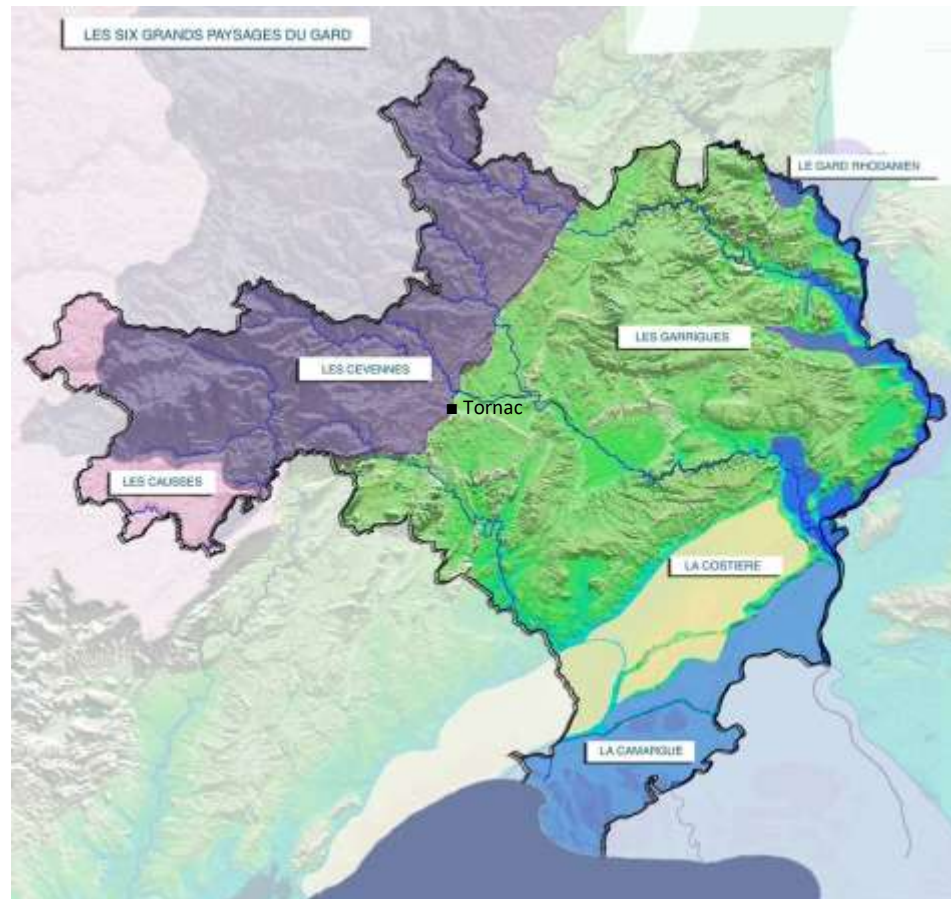 LES SIX GRANDS PAYSAGES DU GARD
LE GARD RHODANIEN
LES GARRIGUES
LES CEVENNES
Tornac
LES CAUSSES
LA COSTIERE
LA CAMARGUE